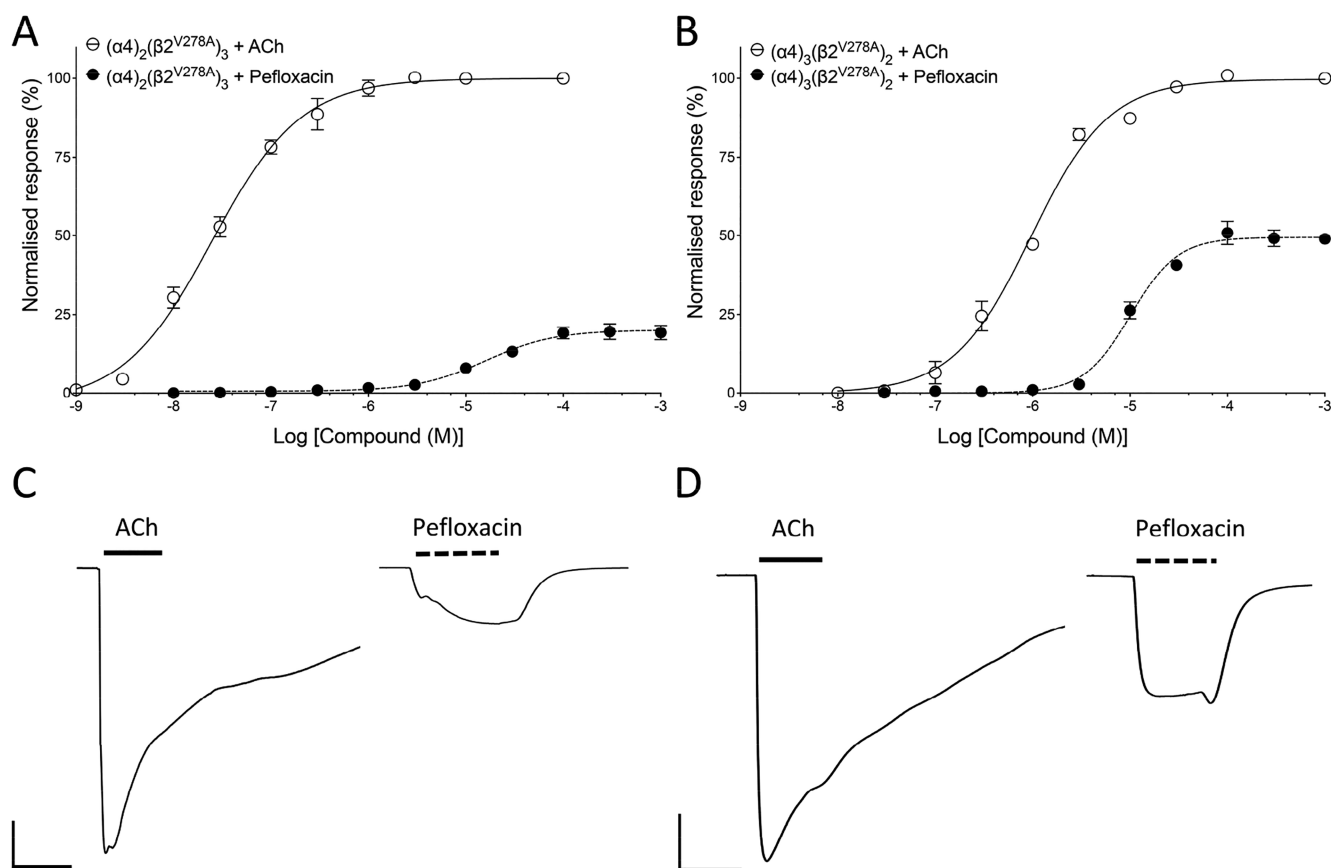 A
(α4)₂(β2ⱽ²⁷⁸ᴬ)₃ + ACh
(α4)₂(β2ⱽ²⁷⁸ᴬ)₃ + Pefloxacin
Normalised response (%)
100
75
50
25
0
-9 -8 -7 -6 -5 -4 -3
Log [Compound (M)]
B
(α4)₃(β2ⱽ²⁷⁸ᴬ)₂ + ACh
(α4)₃(β2ⱽ²⁷⁸ᴬ)₂ + Pefloxacin
Normalised response (%)
100
75
50
25
0
-9 -8 -7 -6 -5 -4 -3
Log [Compound (M)]
C
ACh
Pefloxacin
D
ACh
Pefloxacin